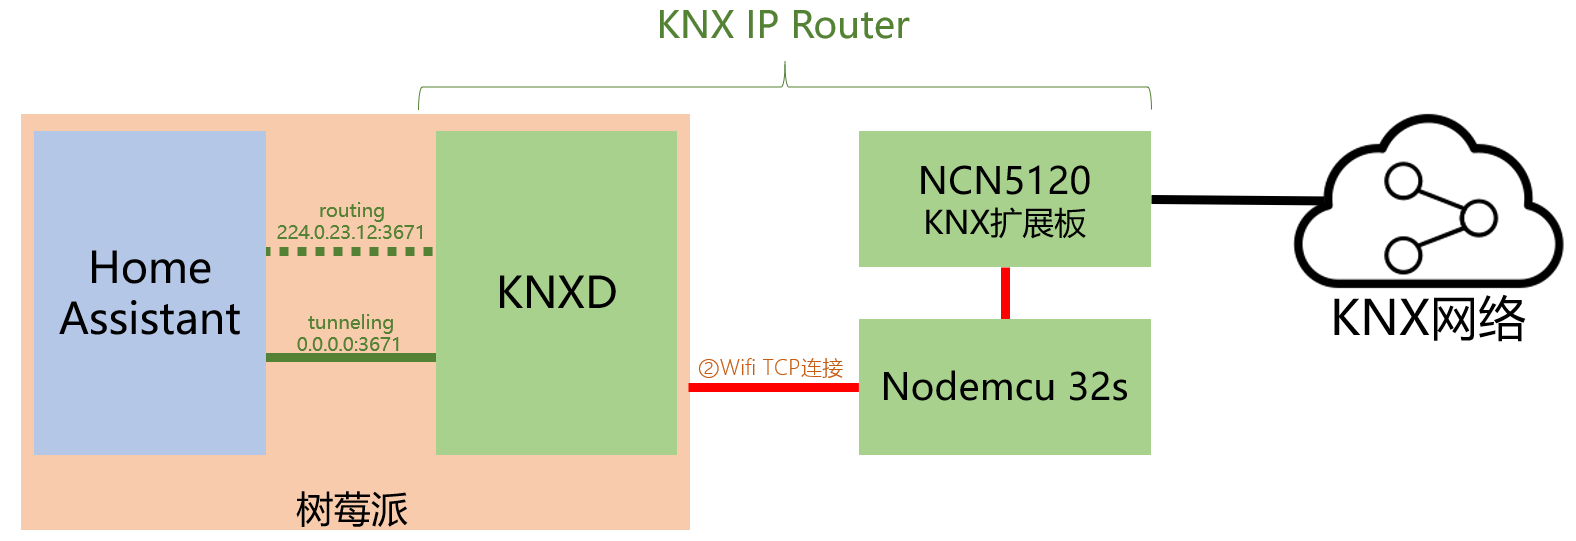 KNX IP Router
Home
Assistant
routing
224.0.23.12:3671
tunneling
0.0.0.0:3671
KNXD
树莓派
②Wifi TCP连接
NCN5120
KNX扩展板
Nodemcu 32s
KNX网络